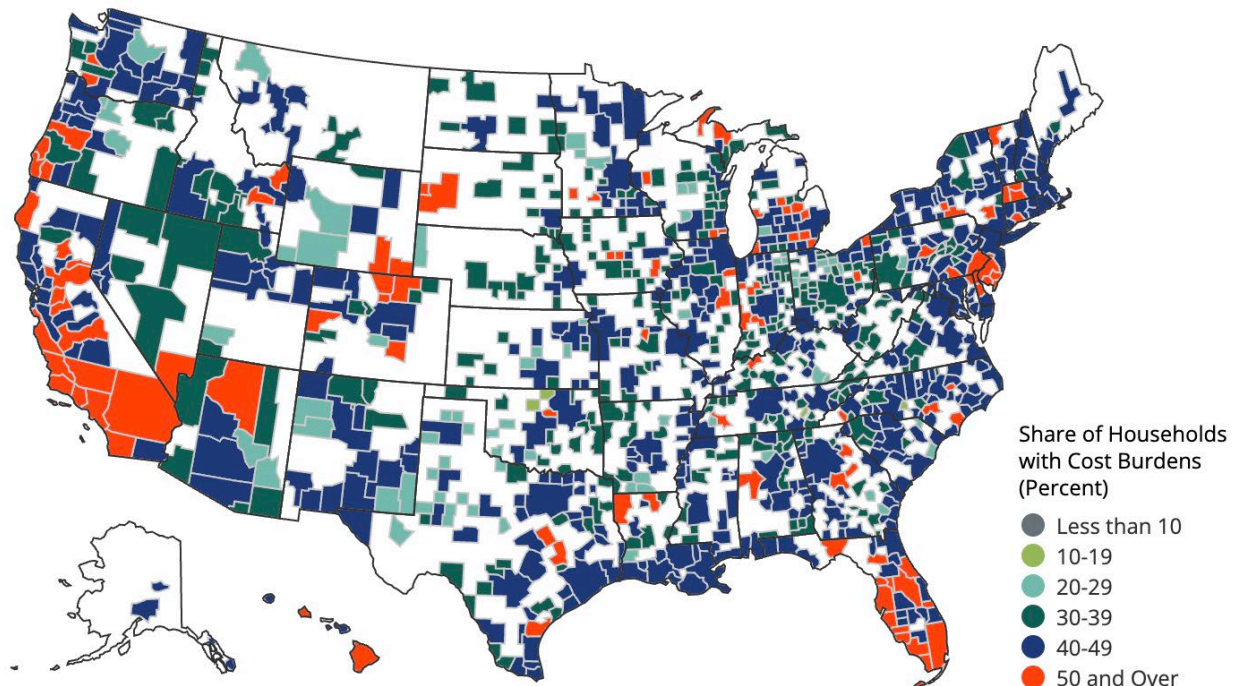 Share of Households
with Cost Burdens
(Percent)
Less than 10
10-19
20-29
30-39
40-49
50 and Over